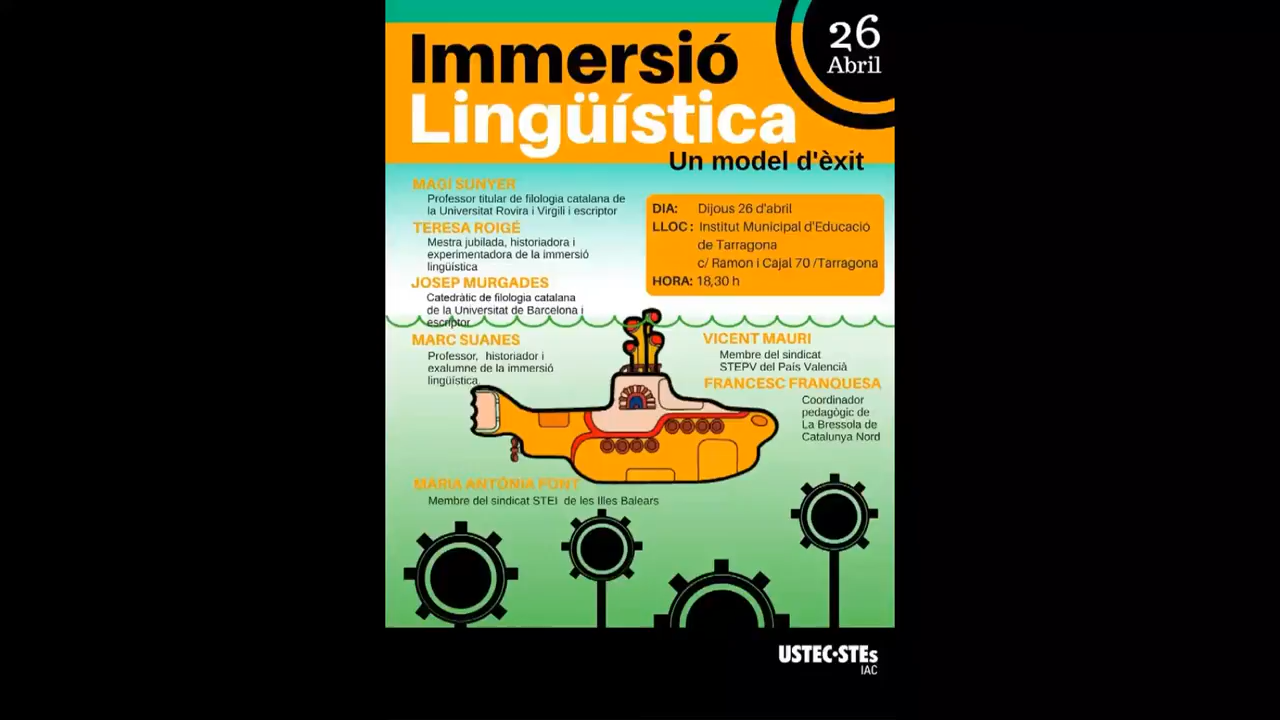 26
Abril
Immersió
Lingüística
Un model d'èxit
MAGÍ SUNYER
Professor titular de filologia catalana de
la Universitat Rovira i Virgili i escriptor
TERESA ROIGÉ
Mestra jubilada, historiadora i
experimentadora de la immersió
lingüística
JOSEP MURGADES
Catedràtic de filologia catalana
de la Universitat de Barcelona i
escriptor
MARC SUANES
Professor, historiador i
exalumne de la immersió
lingüística
DIA: Dijous 26 d'abril
LLOC: Institut Municipal d'Educació
de Tarragona
c/ Ramon i Cajal 70 /Tarragona
HORA: 18,30 h
VICENT MAURI
Membre del sindicat
STEPV del País Valencià
FRANCESC FRANQUESA
Coordinador
pedagògic de
La Bressola de
Catalunya Nord
MARIA ANTÒNIA FONT
Membre del sindicat STEI de les Illes Balears
USTEC·STEs
IAC